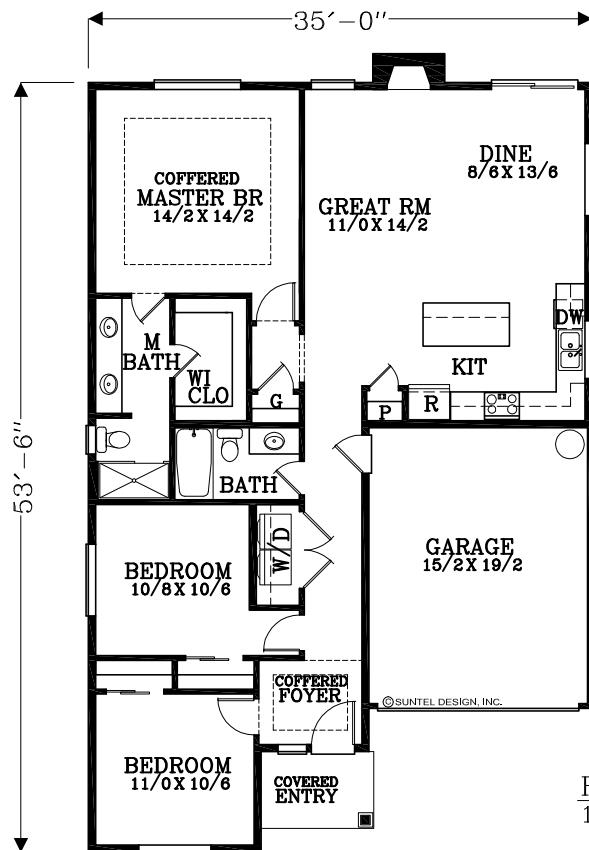 35'-0"
53'-6"
COFFERED
MASTER BR
14/2 X 14/2
GREAT RM
11/0 X 14/2
DINE
8/6 X 13/6
M
BATH
WI
CLO
G
KIT
DW
P
R
BATH
W/D
BEDROOM
10/8 X 10/6
GARAGE
15/2 X 19/2
COFFERED
FOYER
©SUNTEL DESIGN, INC.
BEDROOM
11/0 X 10/6
COVERED
ENTRY
1